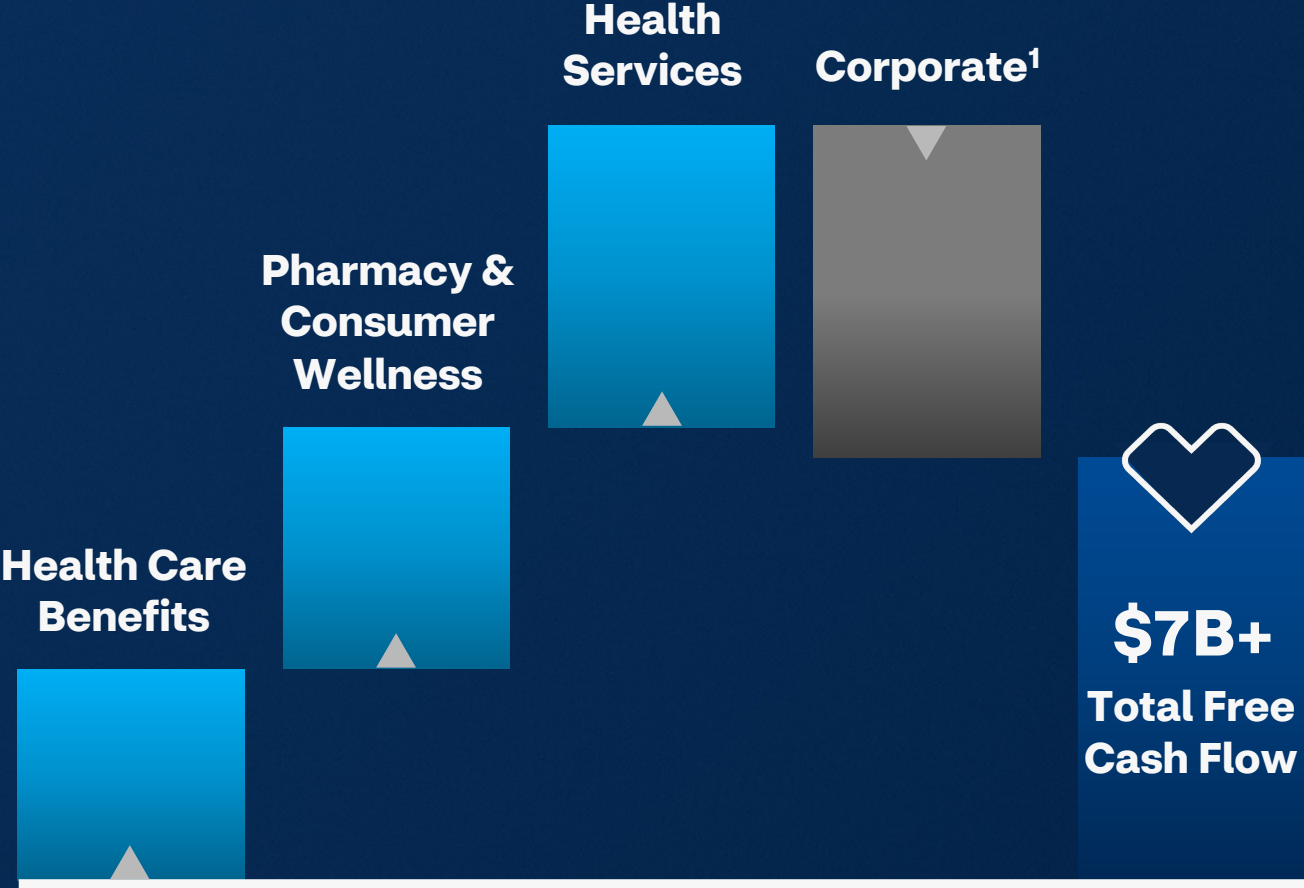 Health
Services
Corporate¹
Pharmacy &
Consumer
Wellness
Health Care
Benefits
$7B+
Total Free
Cash Flow